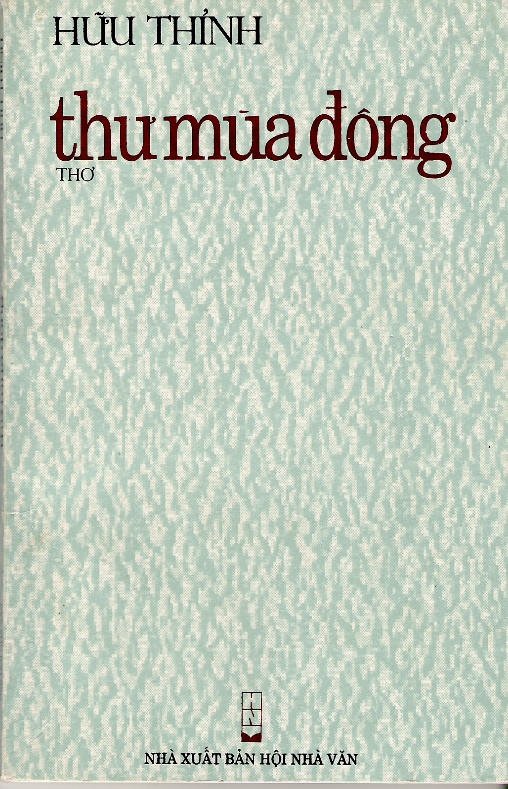 HỮU THỈNH
thư mùa đông
THƠ
NHÀ XUẤT BẢN HỘI NHÀ VĂN